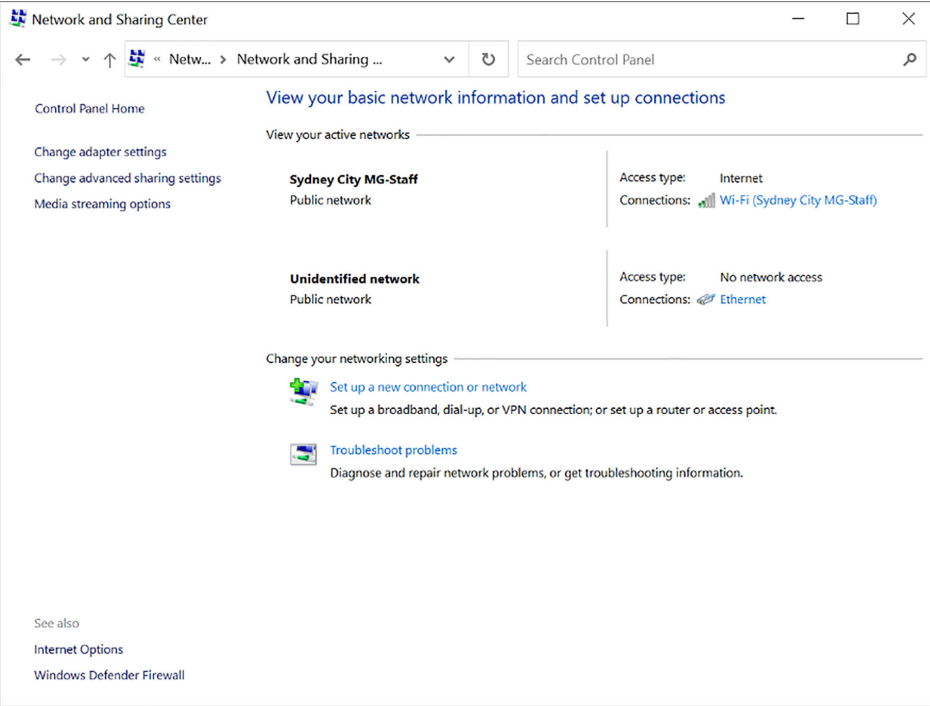 Network and Sharing Center
« Netw... > Network and Sharing ...
Search Control Panel
Control Panel Home
Change adapter settings
Change advanced sharing settings
Media streaming options
View your basic network information and set up connections
View your active networks
Sydney City MG-Staff
Public network
Access type: Internet
Connections: Wi-Fi (Sydney City MG-Staff)
Unidentified network
Public network
Access type: No network access
Connections: Ethernet
Change your networking settings
Set up a new connection or network
Set up a broadband, dial-up, or VPN connection; or set up a router or access point.
Troubleshoot problems
Diagnose and repair network problems, or get troubleshooting information.
See also
Internet Options
Windows Defender Firewall